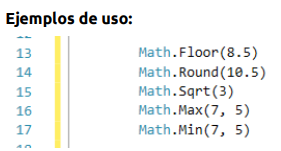 Ejemplos de uso:
13 Math.Floor(8.5)
14 Math.Round(10.5)
15 Math.Sqrt(3)
16 Math.Max(7, 5)
17 Math.Min(7, 5)